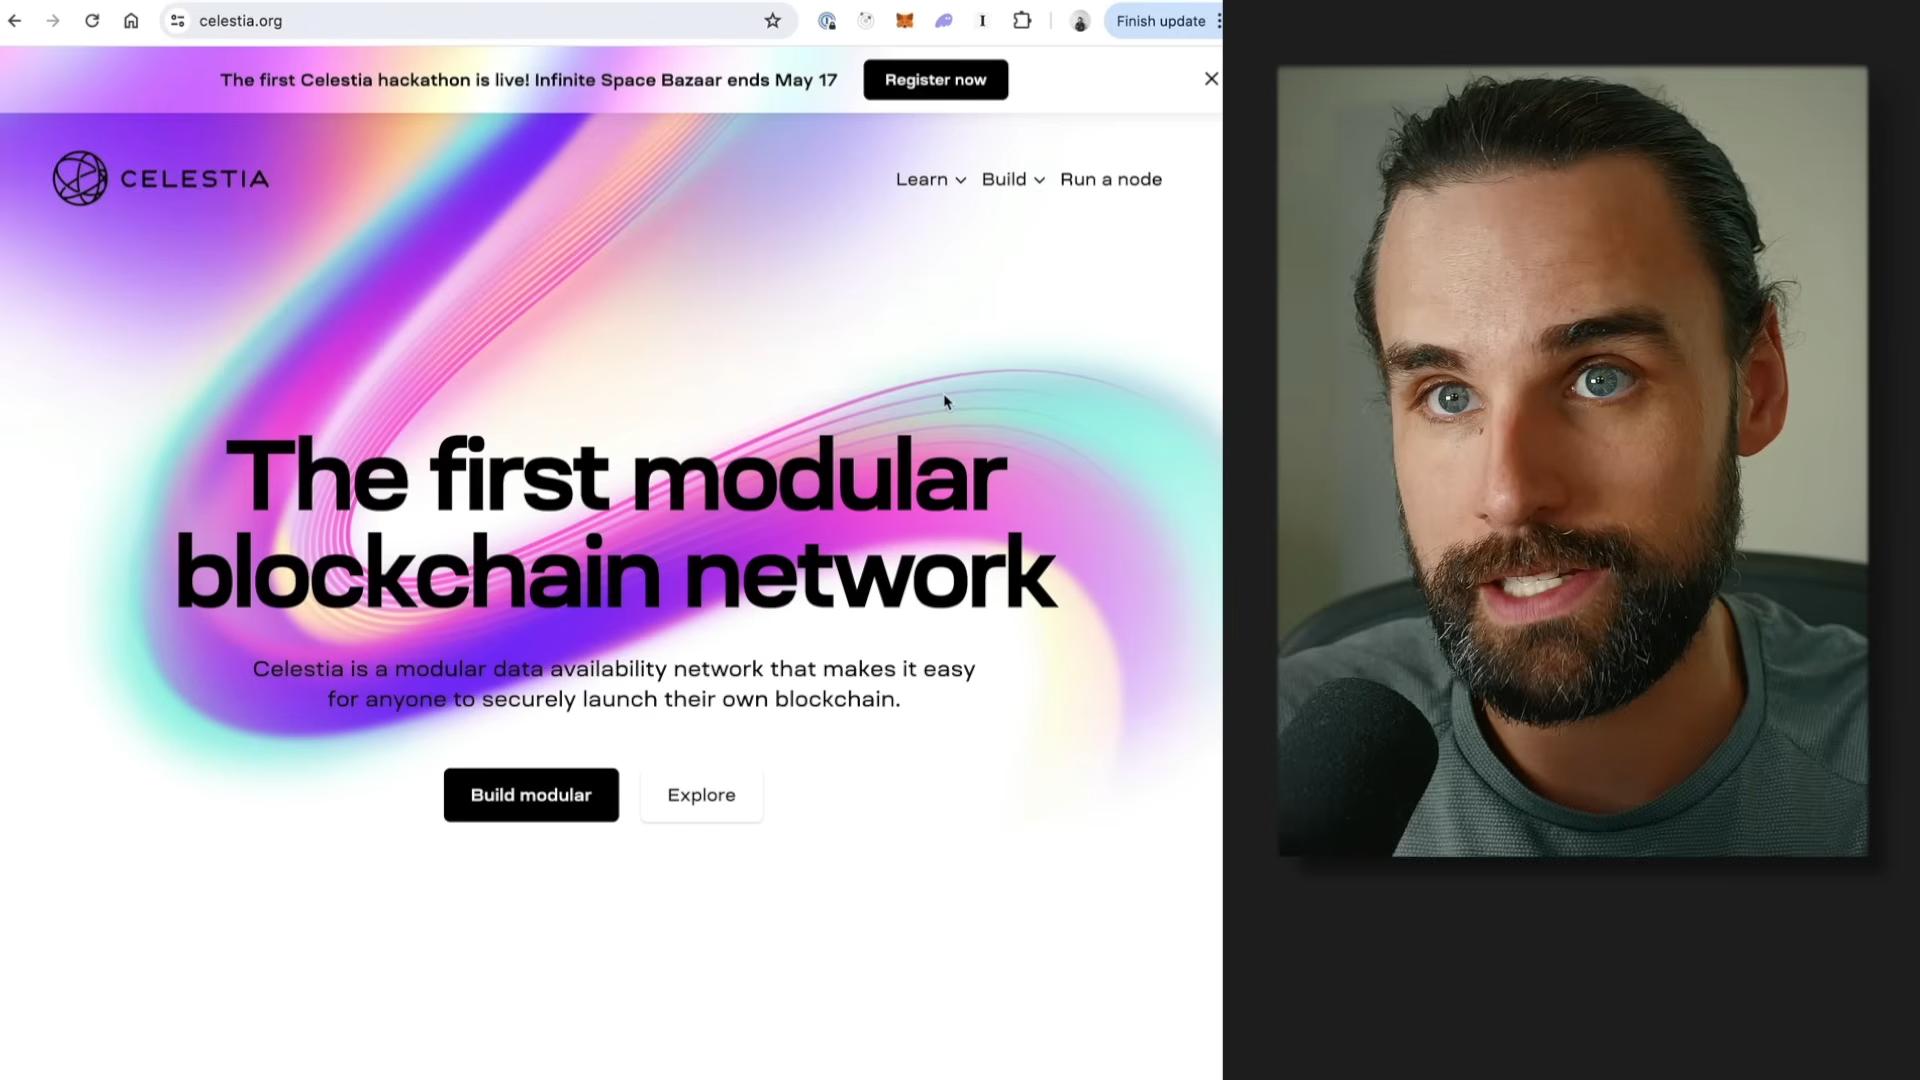 celestia.org
Finish update
The first Celestia hackathon is live! Infinite Space Bazaar ends May 17
Register now
CELESTIA
Learn
Build
Run a node
The first modular
blockchain network
Celestia is a modular data availability network that makes it easy
for anyone to securely launch their own blockchain.
Build modular
Explore